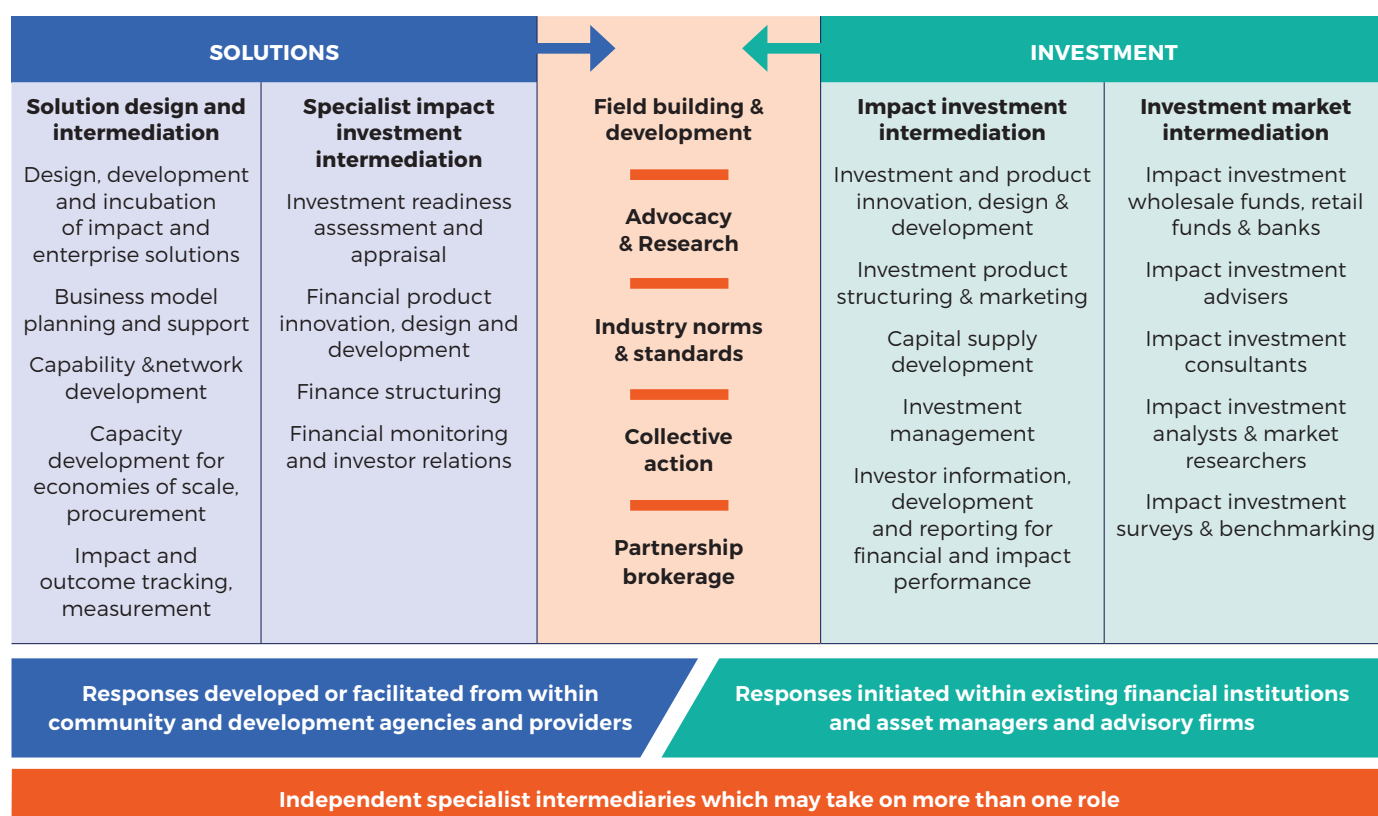 SOLUTIONS
INVESTMENT
Solution design and
intermediation
Design, development
and incubation
of impact and
enterprise solutions
Business model
planning and support
Capability &network
development
Capacity
development for
economies of scale,
procurement
Impact and
outcome tracking,
measurement
Specialist impact
investment
intermediation
Investment readiness
assessment and
appraisal
Financial product
innovation, design and
development
Finance structuring
Financial monitoring
and investor relations
Field building &
development
Advocacy
& Research
Industry norms
& standards
Collective
action
Partnership
brokerage
Impact investment
intermediation
Investment and product
innovation, design &
development
Investment product
structuring & marketing
Capital supply
development
Investment
management
Investor information,
development
and reporting for
financial and impact
performance
Investment market
intermediation
Impact investment
wholesale funds, retail
funds & banks
Impact investment
advisers
Impact investment
consultants
Impact investment
analysts & market
researchers
Impact investment
surveys & benchmarking
Responses developed or facilitated from within
community and development agencies and providers
Responses initiated within existing financial institutions
and asset managers and advisory firms
Independent specialist intermediaries which may take on more than one role